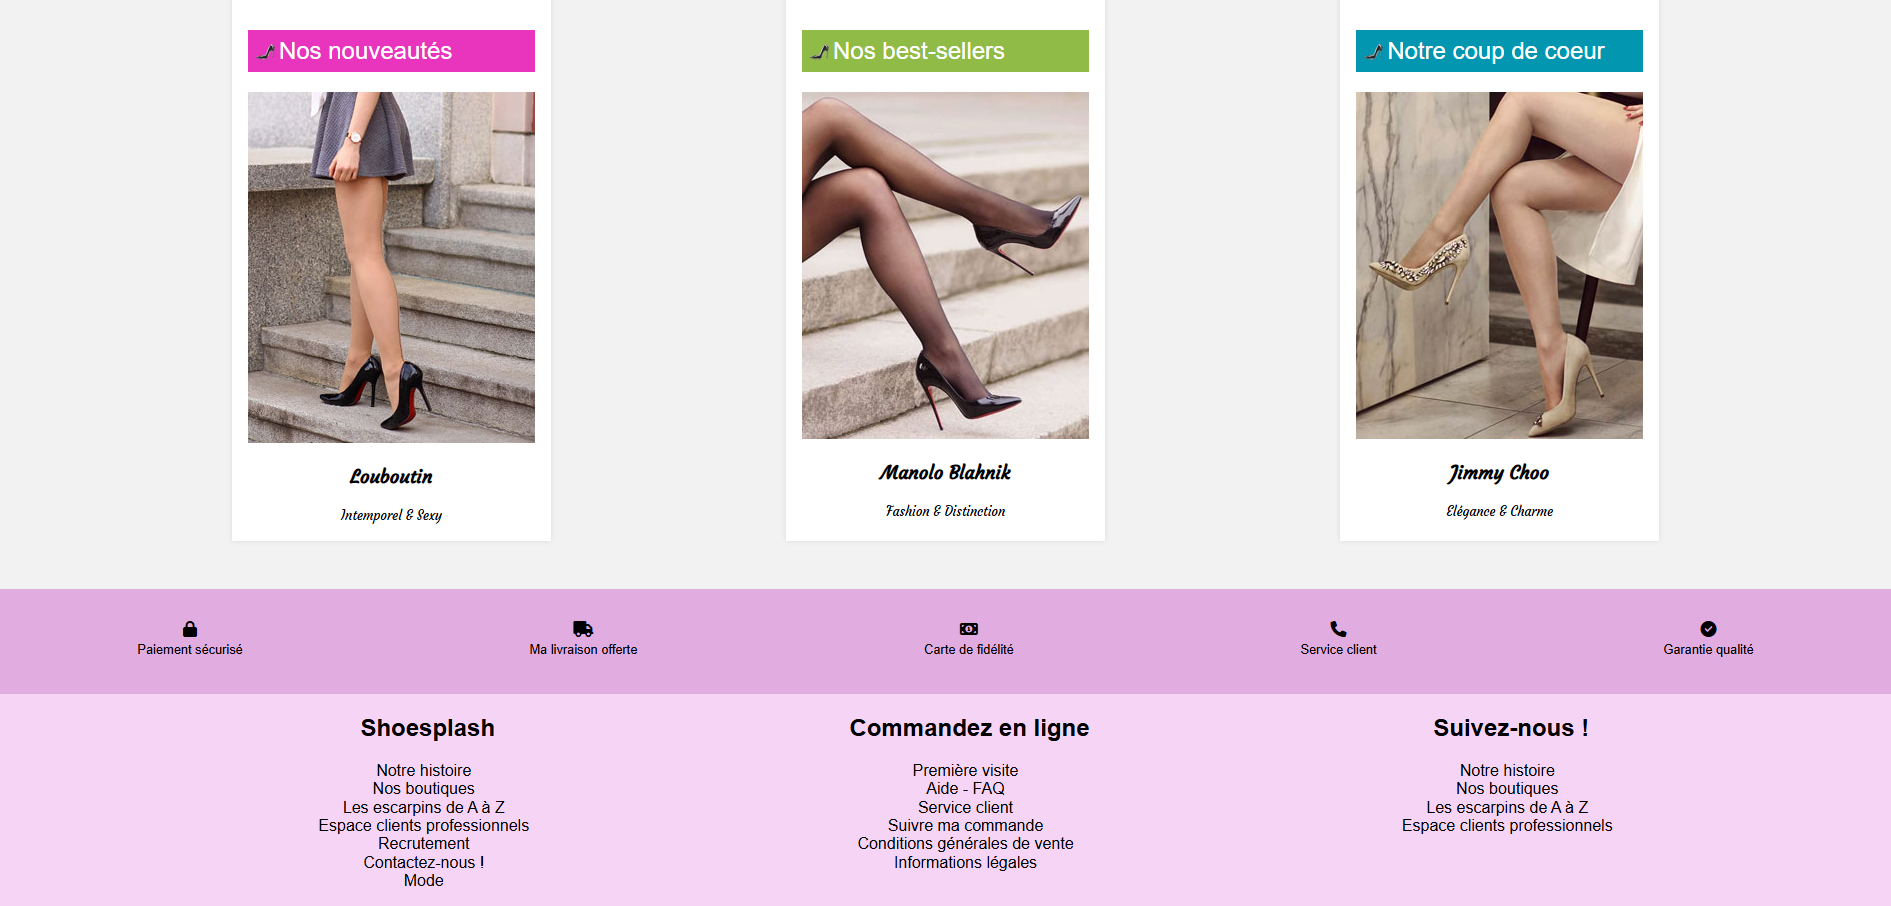 Nos nouveautés
Nos best-sellers
Notre coup de coeur
Louboutin
Intemporel & Sexy
Manolo Blahnik
Fashion & Distinction
Jimmy Choo
Elégance & Charme
Paiement sécurisé
Ma livraison offerte
Carte de fidélité
Service client
Garantie qualité
Shoesplash
Notre histoire
Nos boutiques
Les escarpins de A à Z
Espace clients professionnels
Recrutement
Contactez-nous !
Mode
Commandez en ligne
Première visite
Aide - FAQ
Service client
Suivre ma commande
Conditions générales de vente
Informations légales
Suivez-nous !
Notre histoire
Nos boutiques
Les escarpins de A à Z
Espace clients professionnels